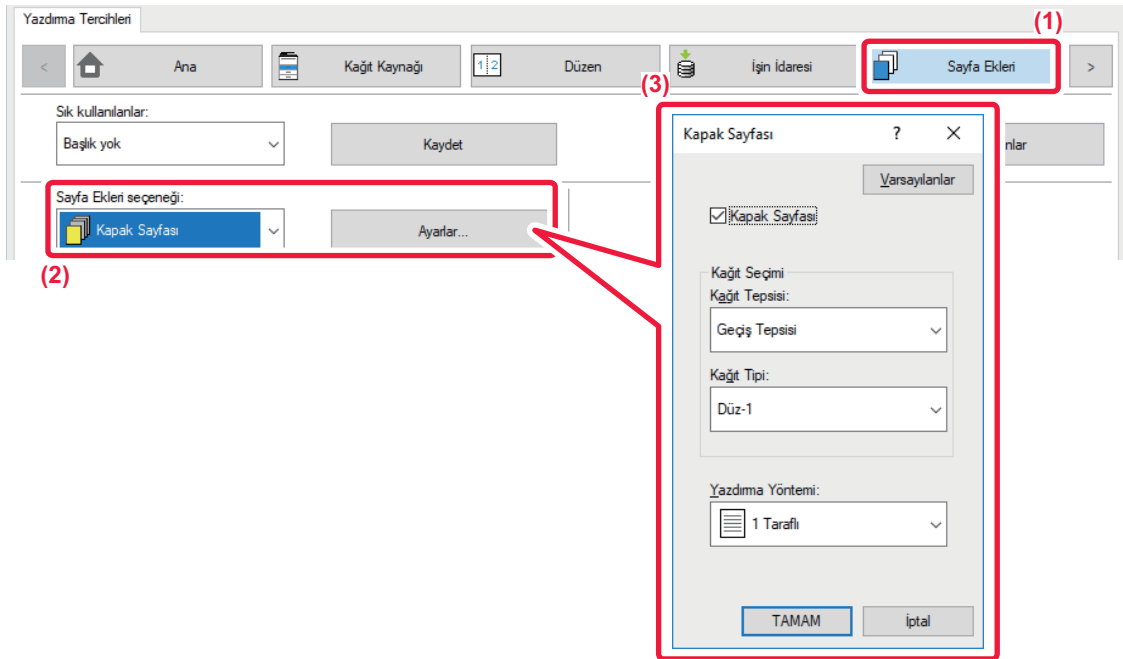 Yazdırma Tercihleri
(1)
<
Ana
Kağıt Kaynağı
1 2
Düzen
İşin İdaresi
Sayfa Ekleri
>
(3)
Sık kullanılanlar:
Başlık yok
Kaydet
nlar
Sayfa Ekleri seçeneği:
Kapak Sayfası
Ayarlar...
(2)
Kapak Sayfası
?
Varsayılanlar
Kapak Sayfası
Kağıt Seçimi
Kağıt Tepsisi:
Geçiş Tepsisi
Kağıt Tipi:
Düz-1
Yazdırma Yöntemi:
1 Taraflı
TAMAM
İptal